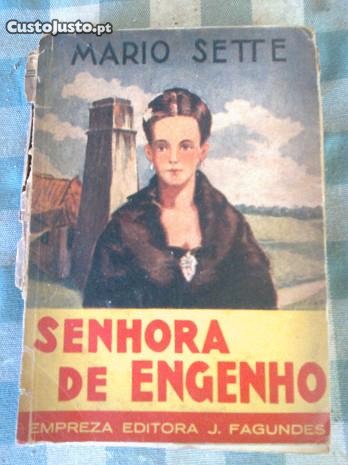 CustoJusto.pt
MARIO SETTE
SENHORA
DE ENGENHO
EMPREZA EDITORA J. FAGUNDES